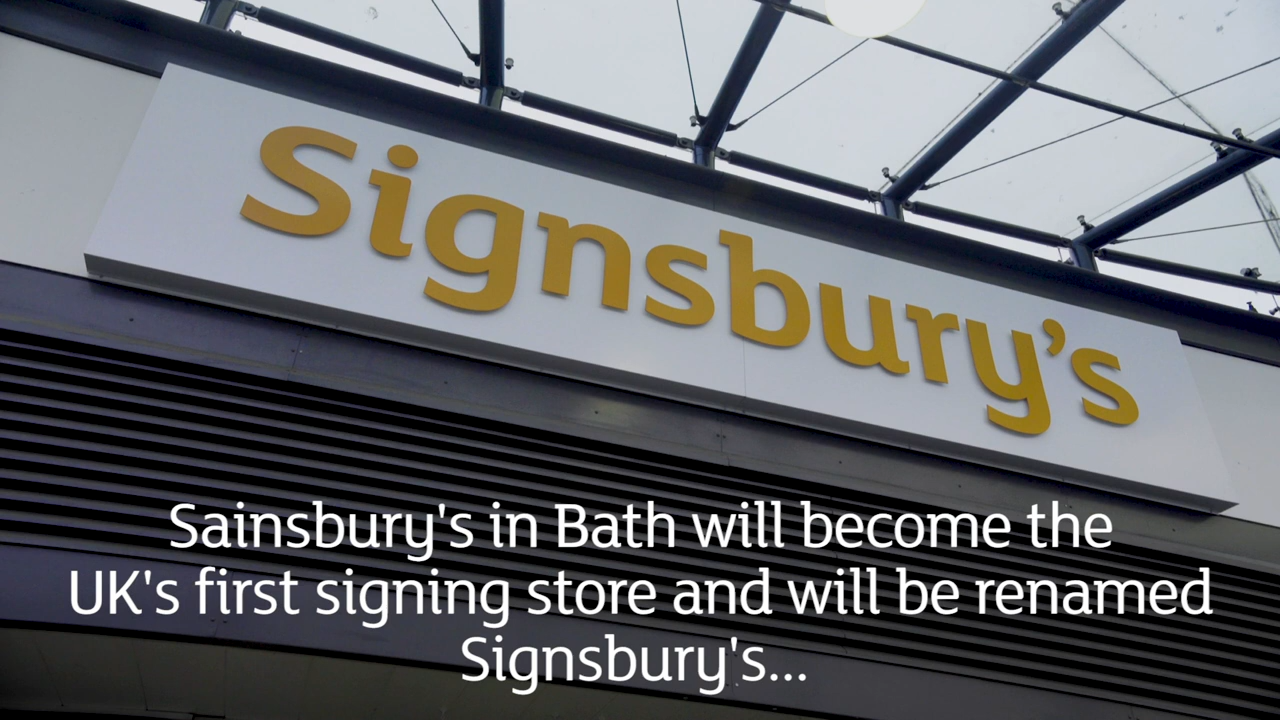 Signsbury's
Sainsbury's in Bath will become the
UK's first signing store and will be renamed
Signsbury's...